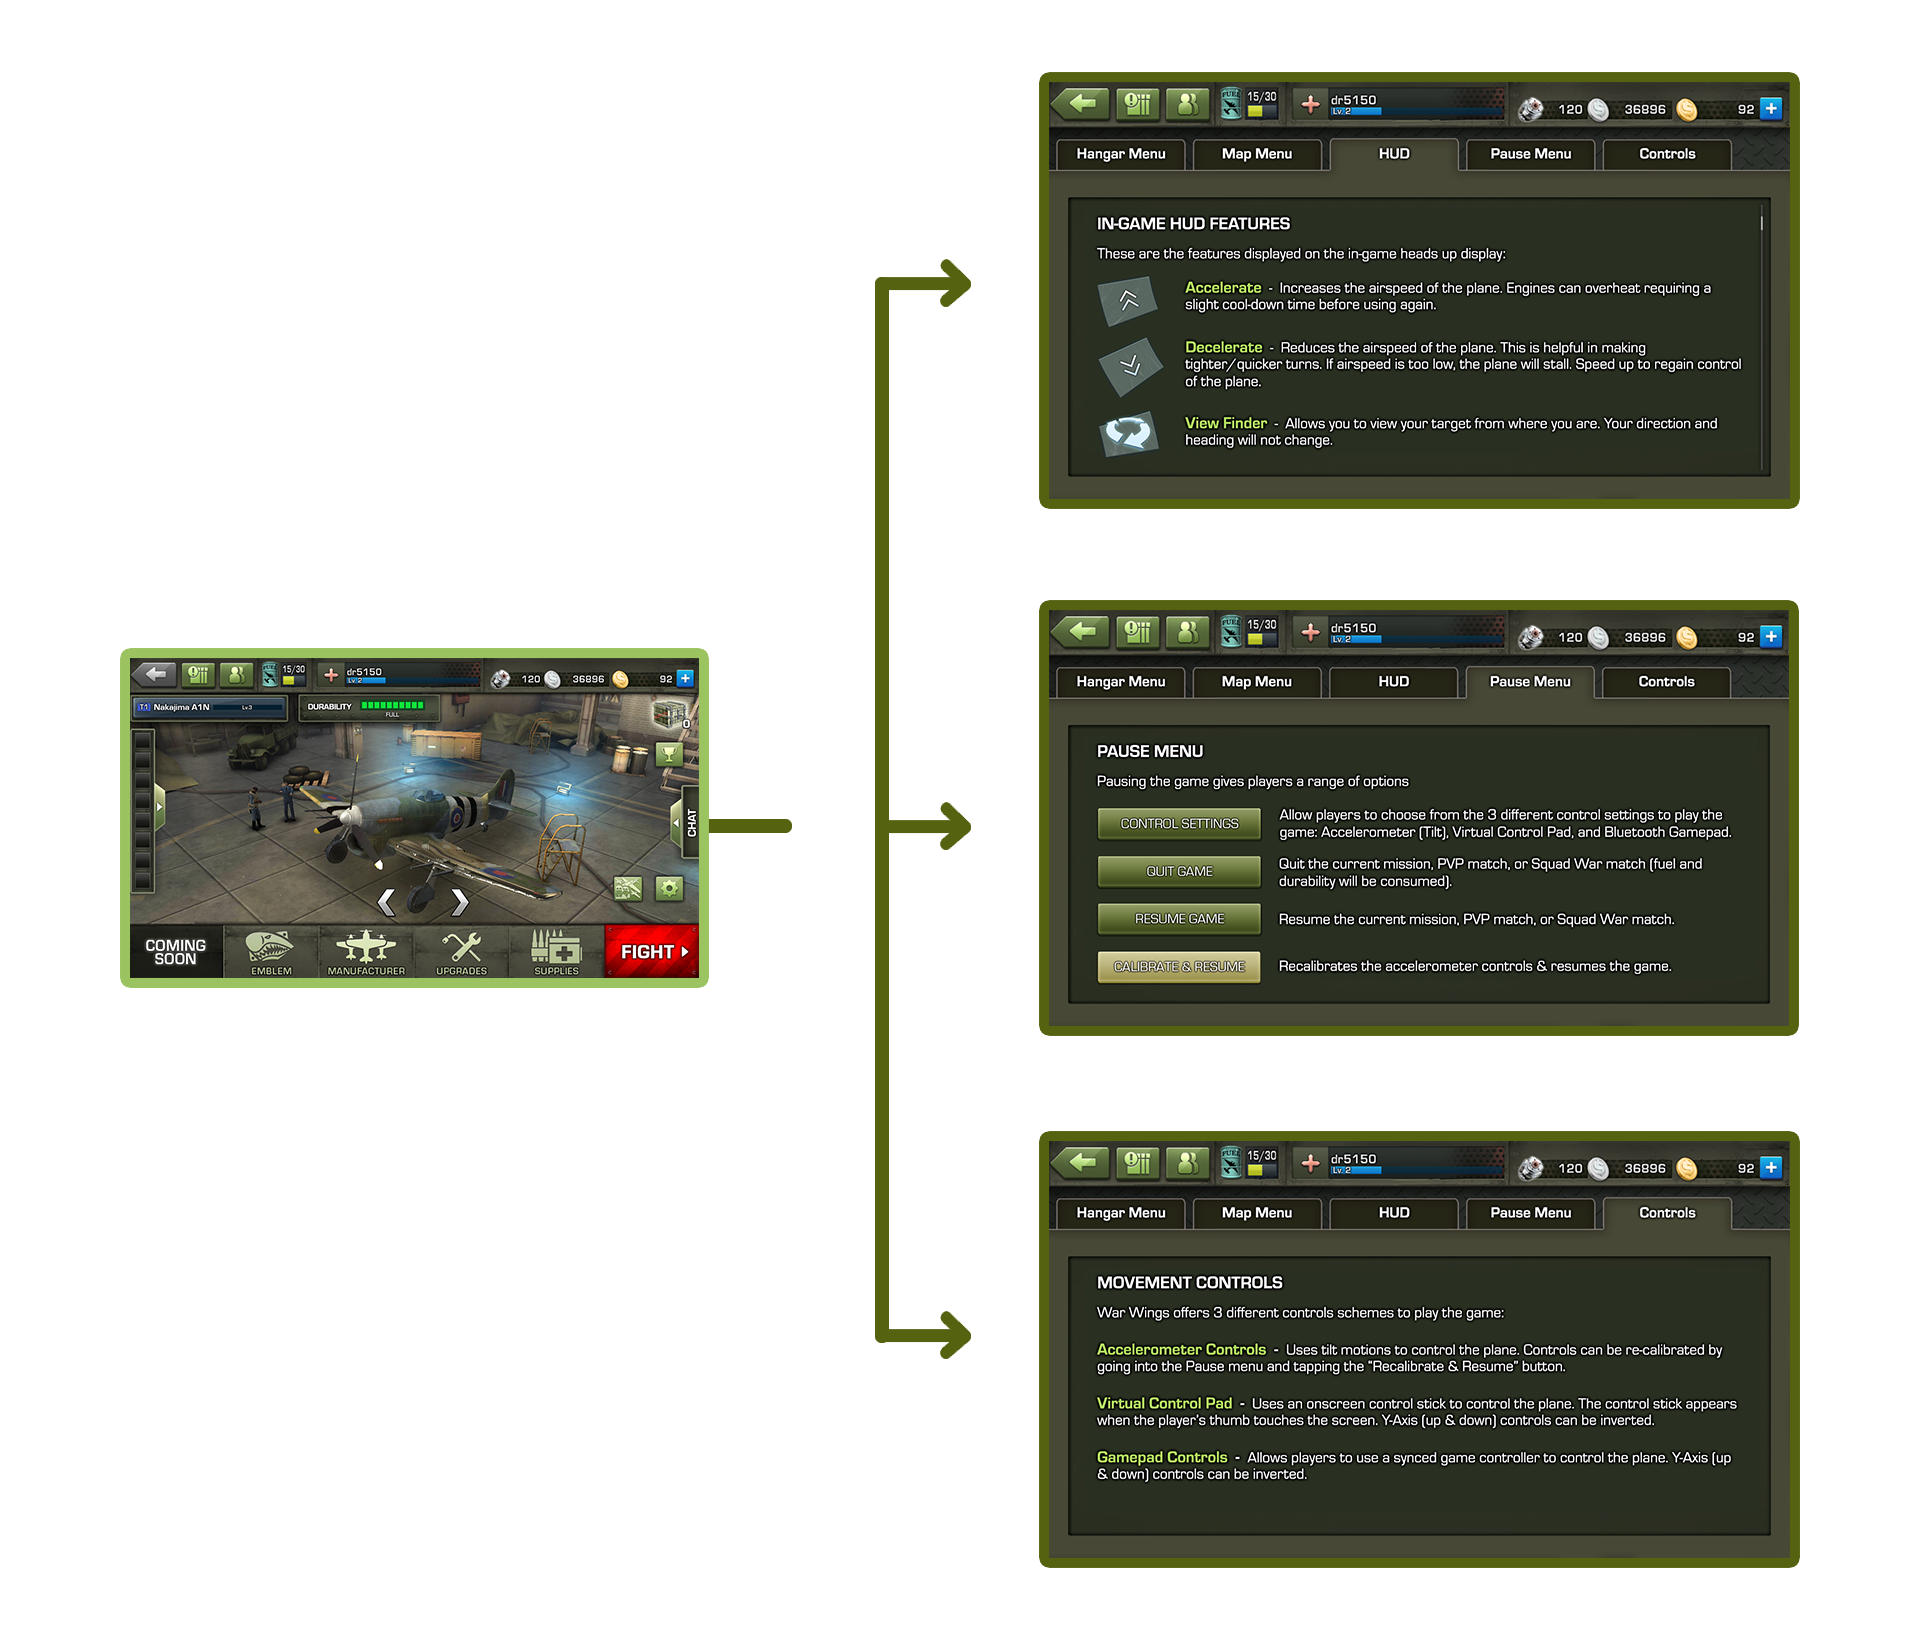 FUEL
15/30
dr5150
Lv. 2
120
36896
92
T1 Nakajima A1N
Lv.3
DURABILITY
FULL
0
CHAT
COMING
SOON
EMBLEM
MANUFACTURER
UPGRADES
SUPPLIES
FIGHT
FUEL
15/30
dr5150
Lv. 2
120
36896
92
Hangar Menu
Map Menu
HUD
Pause Menu
Controls
IN-GAME HUD FEATURES
These are the features displayed on the in-game heads up display:
Accelerate - Increases the airspeed of the plane. Engines can overheat requiring a
slight cool-down time before using again.
Decelerate - Reduces the airspeed of the plane. This is helpful in making
tighter/quicker turns. If airspeed is too low, the plane will stall. Speed up to regain control
of the plane.
View Finder - Allows you to view your target from where you are. Your direction and
heading will not change.
FUEL
15/30
dr5150
Lv. 2
120
36896
92
Hangar Menu
Map Menu
HUD
Pause Menu
Controls
PAUSE MENU
Pausing the game gives players a range of options
CONTROL SETTINGS
Allow players to choose from the 3 different control settings to play the
game: Accelerometer (Tilt), Virtual Control Pad, and Bluetooth Gamepad.
QUIT GAME
Quit the current mission, PVP match, or Squad War match (fuel and
durability will be consumed).
RESUME GAME
Resume the current mission, PVP match, or Squad War match.
CALIBRATE & RESUME
Recalibrates the accelerometer controls & resumes the game.
FUEL
15/30
dr5150
Lv. 2
120
36896
92
Hangar Menu
Map Menu
HUD
Pause Menu
Controls
MOVEMENT CONTROLS
War Wings offers 3 different controls schemes to play the game:
Accelerometer Controls - Uses tilt motions to control the plane. Controls can be re-calibrated by
going into the Pause menu and tapping the “Recalibrate & Resume” button.
Virtual Control Pad - Uses an onscreen control stick to control the plane. The control stick appears
when the player's thumb touches the screen. Y-Axis (up & down) controls can be inverted.
Gamepad Controls - Allows players to use a synced game controller to control the plane. Y-Axis (up
& down) controls can be inverted.